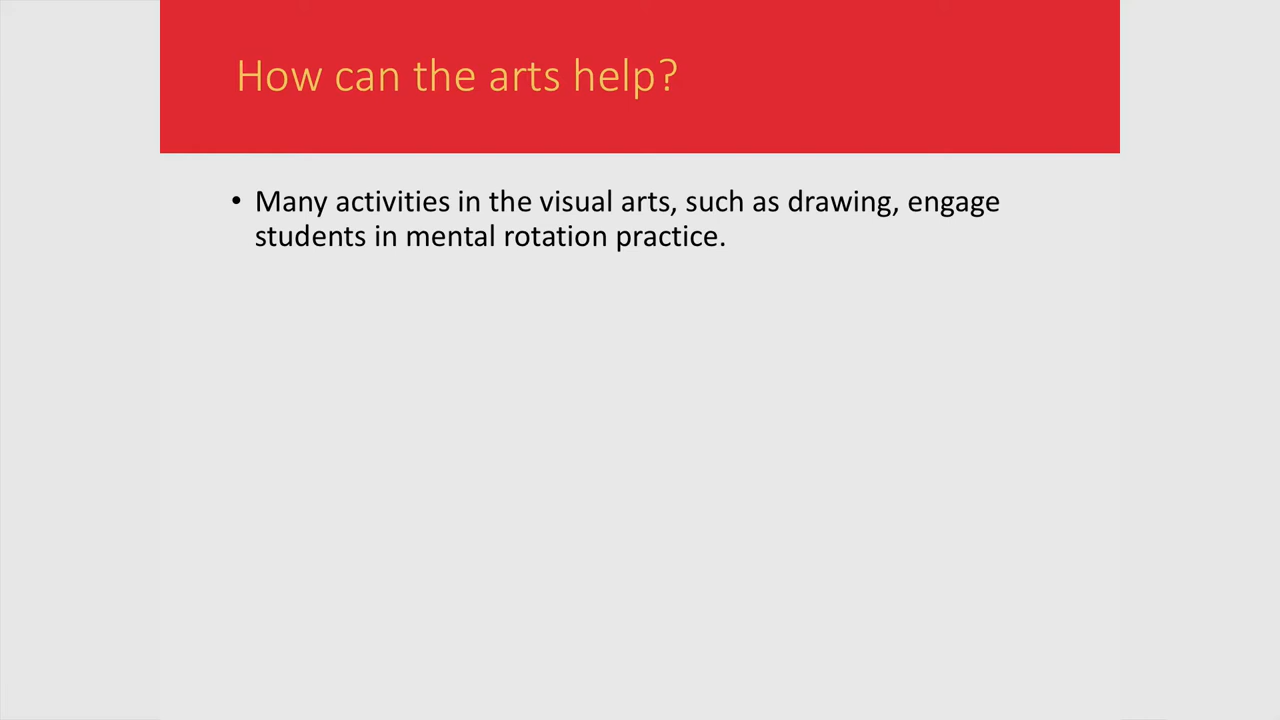 How can the arts help?
• Many activities in the visual arts, such as drawing, engage
students in mental rotation practice.